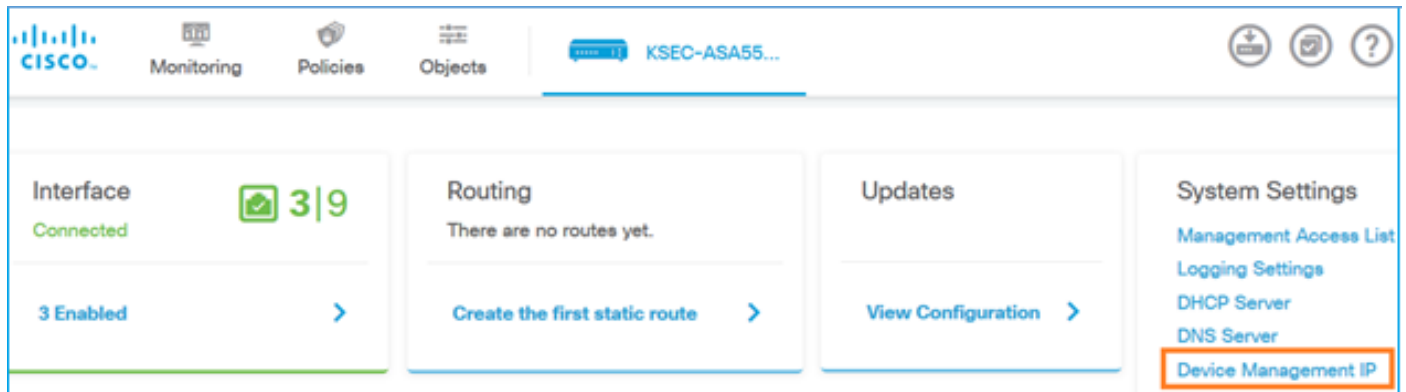 CISCO
Monitoring
Policies
Objects
KSEC-ASA55...
?
Interface
Connected
3|9
3 Enabled
Routing
There are no routes yet.
Create the first static route
Updates
View Configuration
System Settings
Management Access List
Logging Settings
DHCP Server
DNS Server
Device Management IP